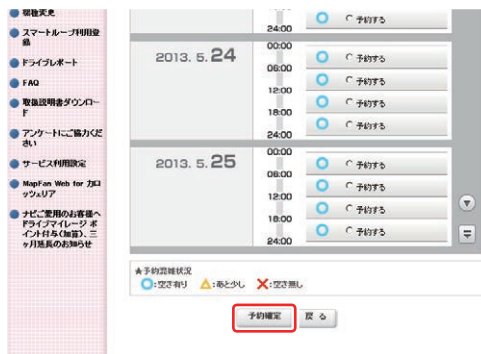 機種変更
スマートループ利用登
録
ドライブレポート
FAQ
取扱説明書ダウンロー
ド
アンケートにご協力くだ
さい
サービス利用設定
MapFan Web for カロ
ッツェリア
ナビご愛用のお客様へ
ドライブマイレージ ポ
イント付与(加算)、三
ヶ月延長のお知らせ
24:00
予約する
2013. 5. 24
00:00
予約する
06:00
予約する
12:00
予約する
18:00
予約する
24:00
2013. 5. 25
00:00
予約する
06:00
予約する
12:00
予約する
18:00
予約する
24:00
★予約混雑状況
:空き有り :あと少し :空き無し
予約確定 戻 る